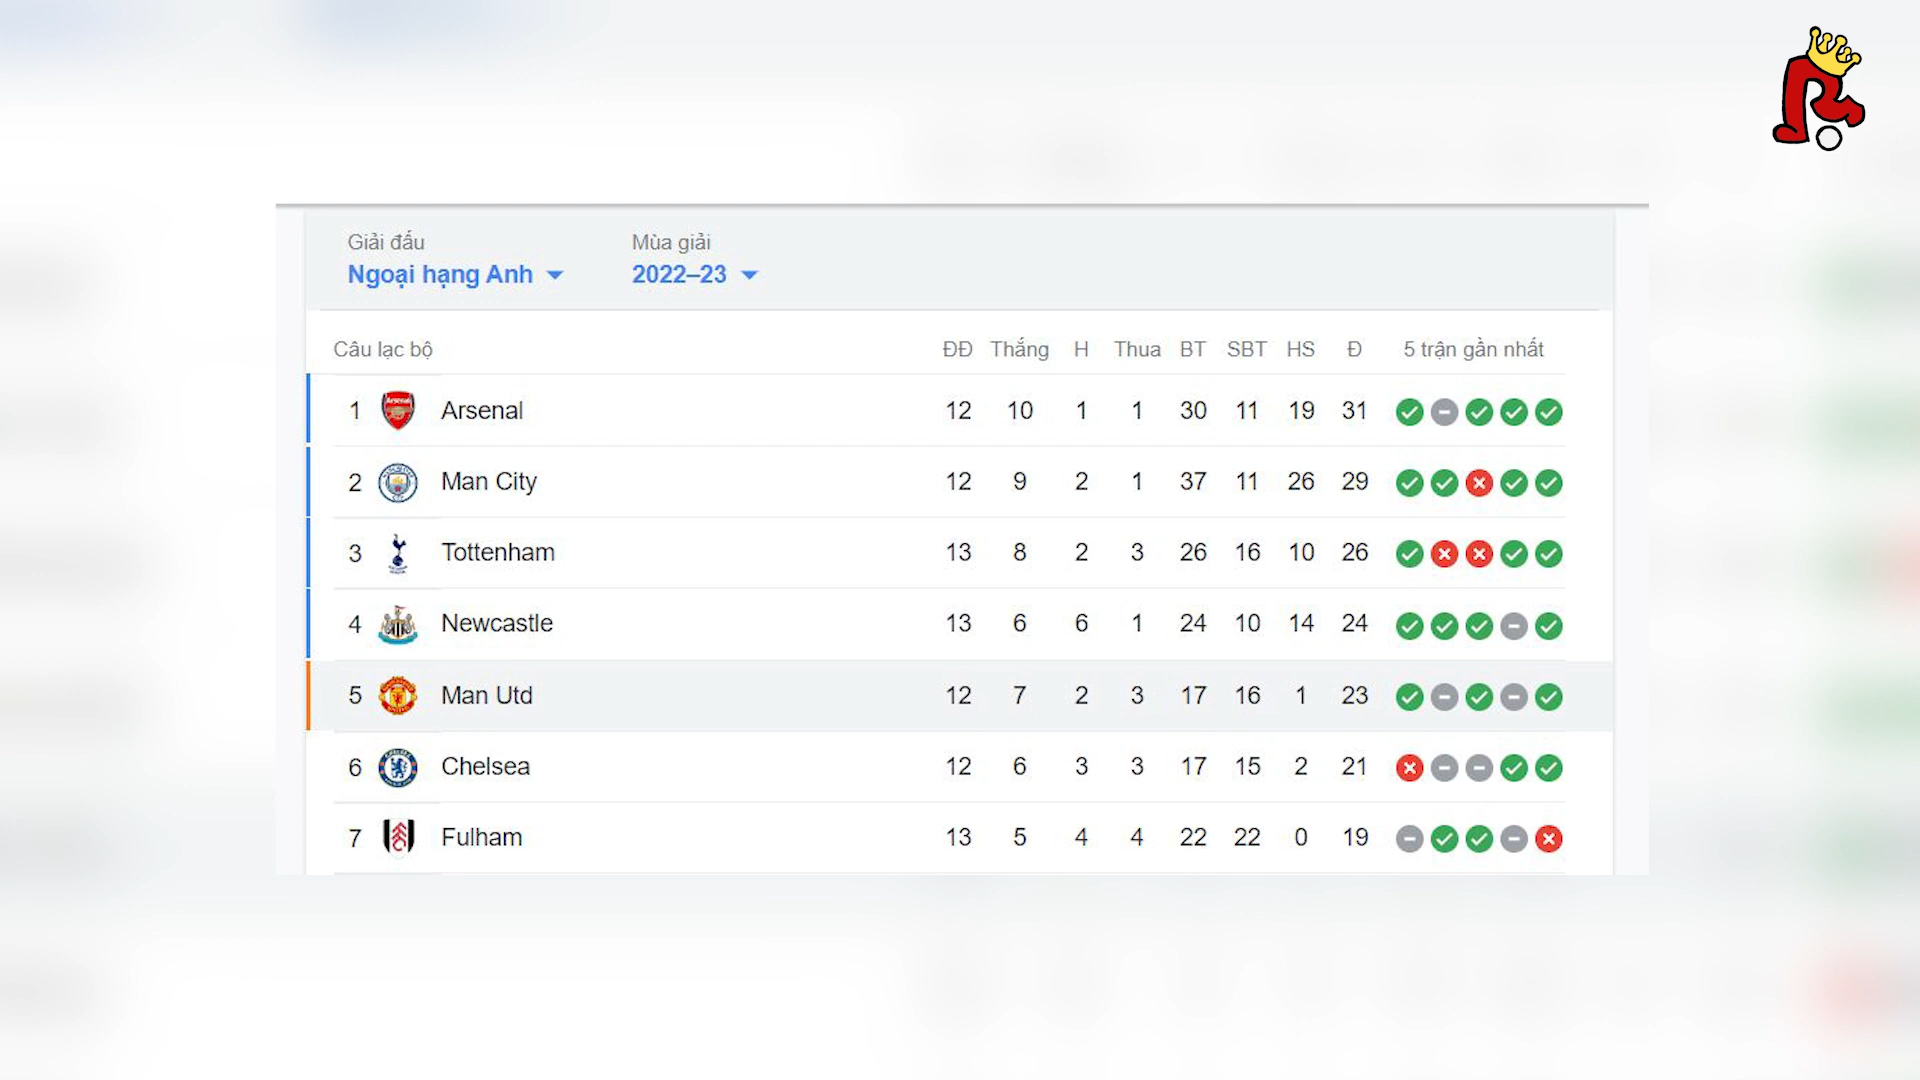 Giải đấu
Mùa giải
Ngoại hạng Anh
2022–23
Câu lạc bộ ĐĐ Thắng H Thua BT SBT HS Đ 5 trận gần nhất
1 Arsenal 12 10 1 1 30 11 19 31
2 Man City 12 9 2 1 37 11 26 29
3 Tottenham 13 8 2 3 26 16 10 26
4 Newcastle 13 6 6 1 24 10 14 24
5 Man Utd 12 7 2 3 17 16 1 23
6 Chelsea 12 6 3 3 17 15 2 21
7 Fulham 13 5 4 4 22 22 0 19